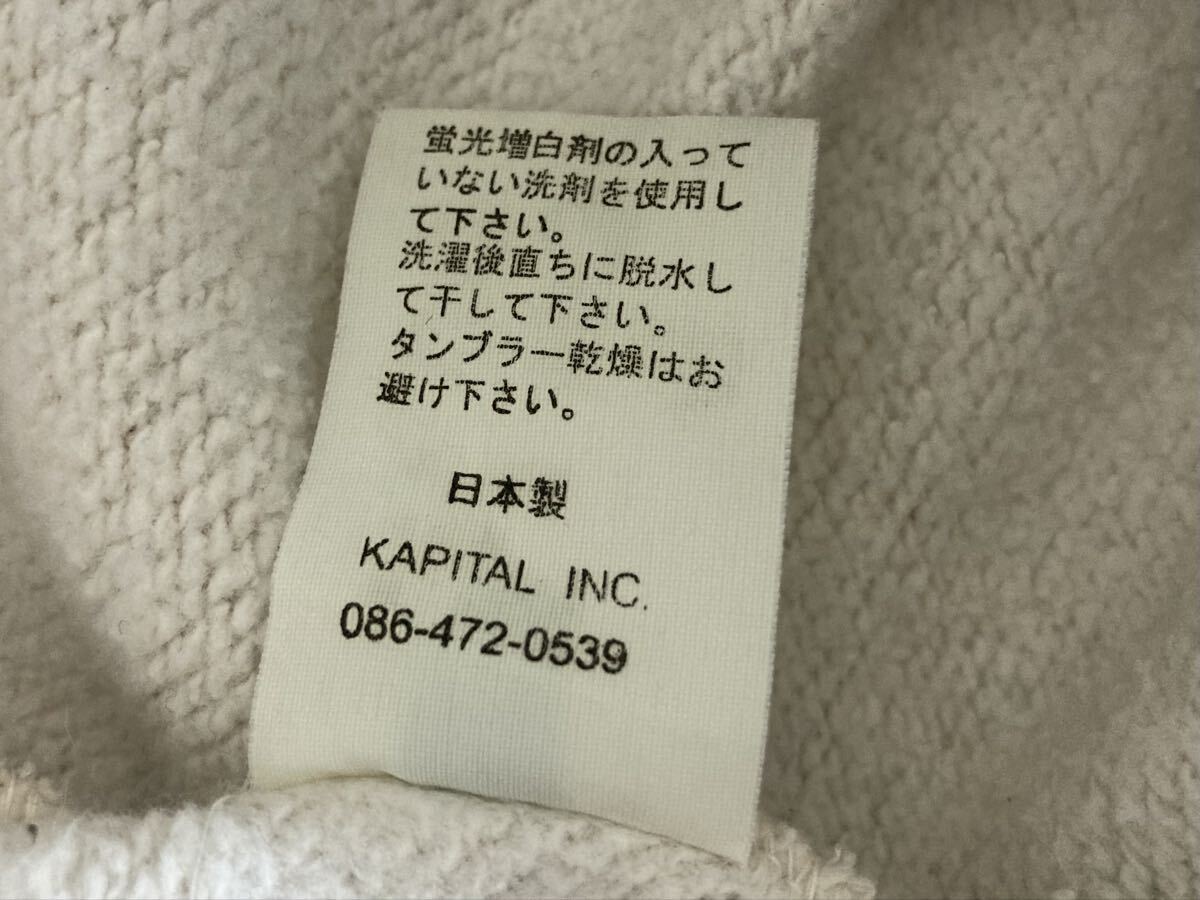 蛍光増白剤の入って
いない洗剤を使用し
て下さい。
洗濯後直ちに脱水し
て干して下さい。
タンブラー乾燥はお
避け下さい。
日本製
KAPITAL INC.
086-472-0539